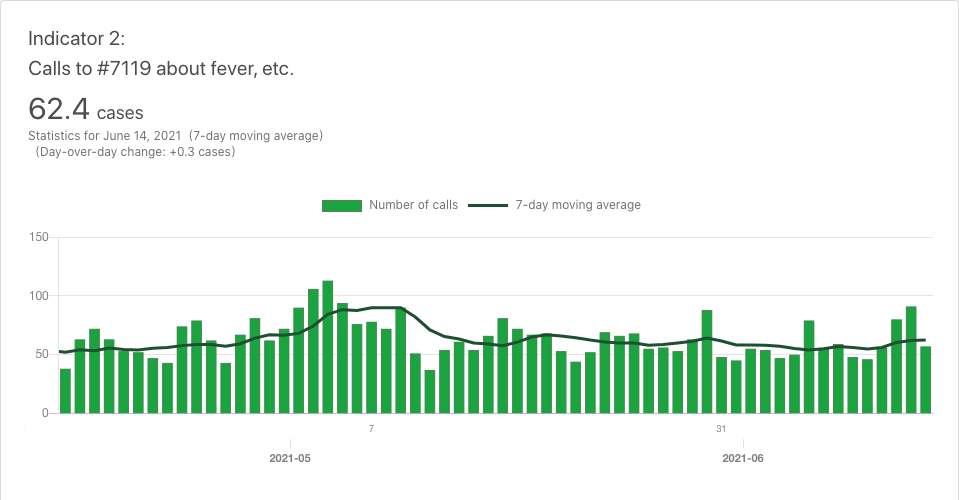 Indicator 2:
Calls to #7119 about fever, etc.
62.4 cases
Statistics for June 14, 2021 (7-day moving average)
(Day-over-day change: +0.3 cases)
Number of calls 7-day moving average
150
100
50
0
7 31
2021-05 2021-06